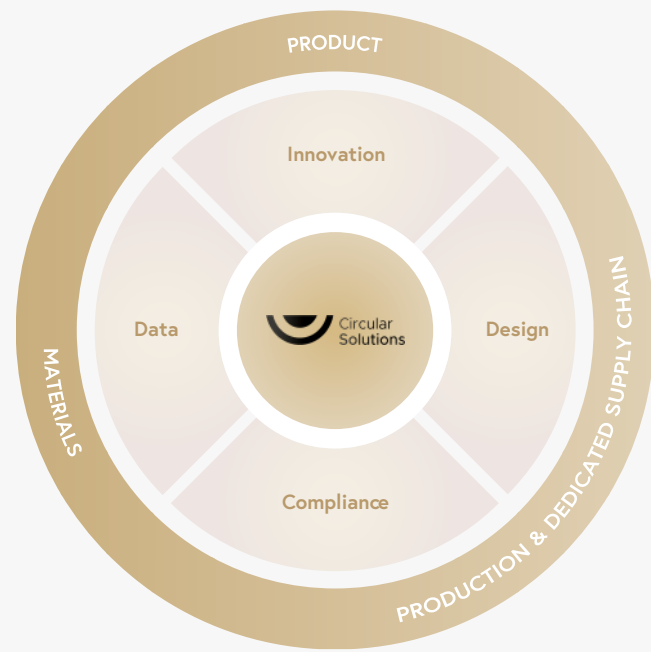 PRODUCT
Innovation
Data
Circular
Solutions
Design
Compliance
MATERIALS
PRODUCTION & DEDICATED SUPPLY CHAIN